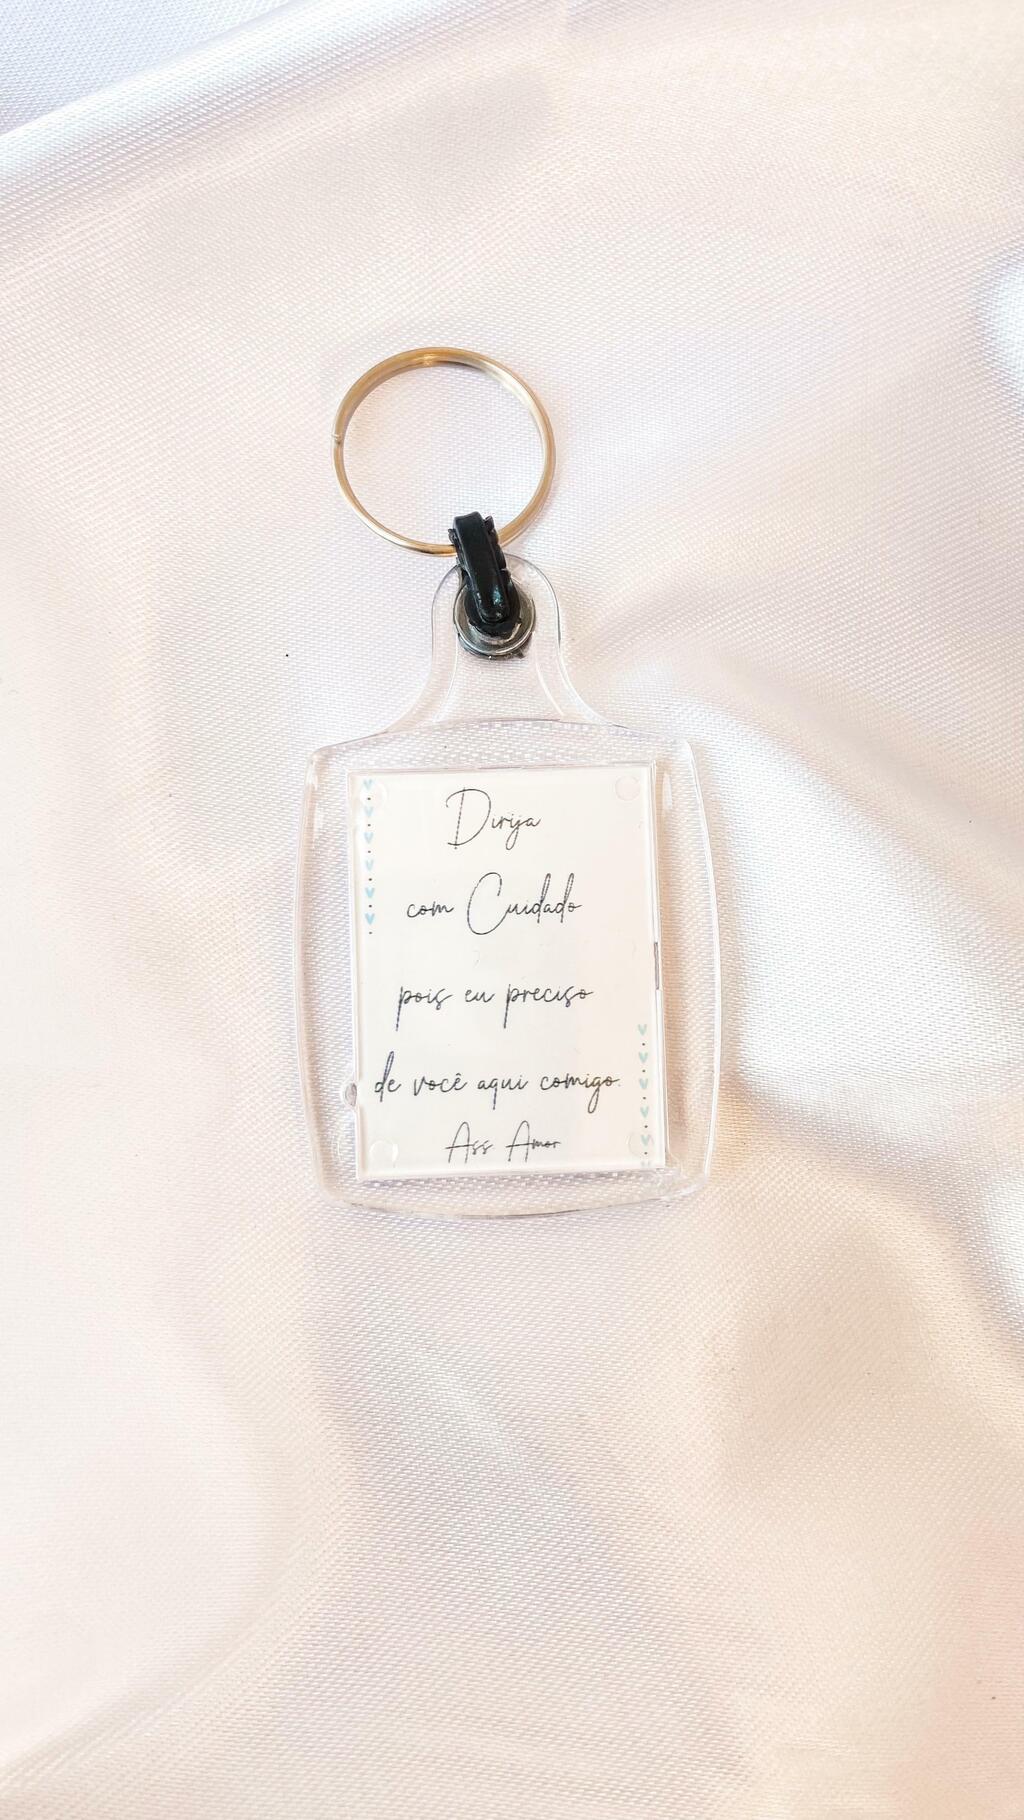 Dirija
com Cuidado
pois eu preciso
de você aqui comigo.
Ass Amor